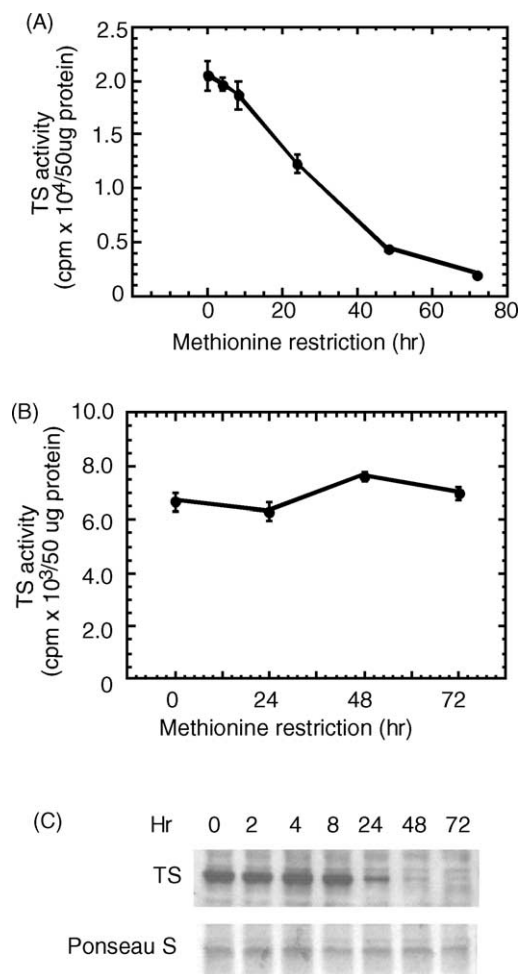 (A)
2.5
2.0
1.5
1.0
0.5
0
TS activity
(cpm x 10⁴/50ug protein)
0 20 40 60 80
Methionine restriction (hr)
(B)
10.0
8.0
6.0
4.0
2.0
0
TS activity
(cpm x 10³/50 ug protein)
0 24 48 72
Methionine restriction (hr)
(C) Hr 0 2 4 8 24 48 72
TS
Ponseau S